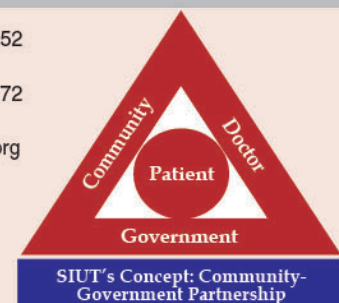 52
72
org
Community
Doctor
Patient
Government
SIUT's Concept: Community-
Government Partnership